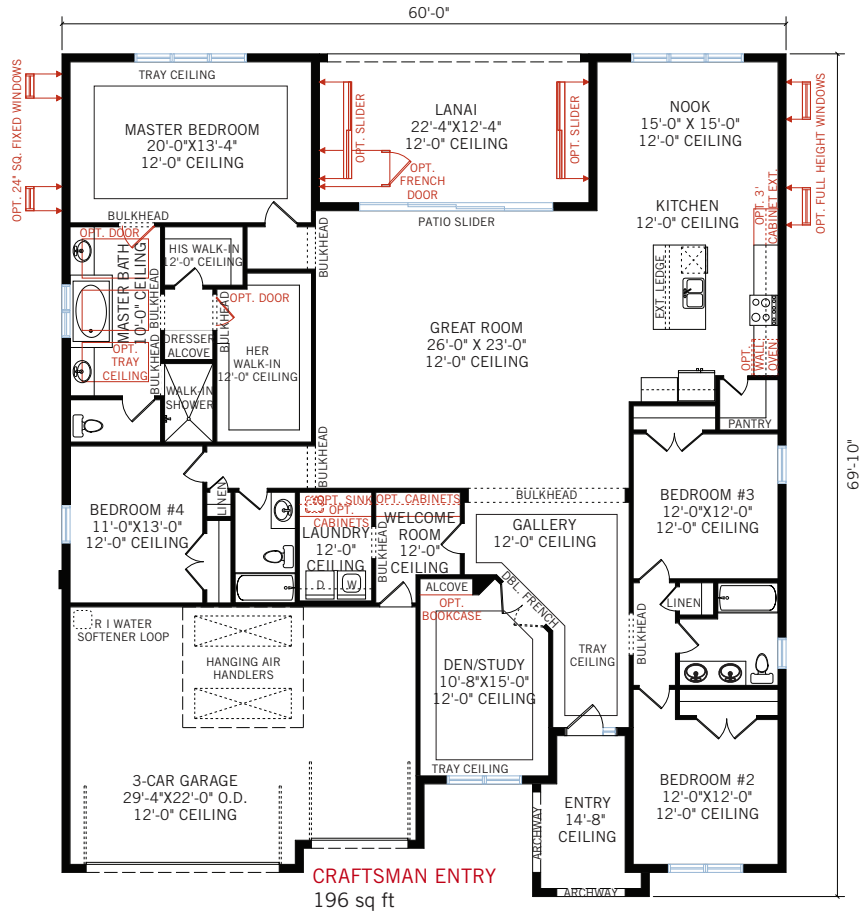 60'-0"
TRAY CEILING
MASTER BEDROOM
20'-0"X13'-4"
12'-0" CEILING
BULKHEAD
OPT. 24" SQ. FIXED WINDOWS
LANAI
22'-4"X12'-4"
12'-0" CEILING
OPT. SLIDER
OPT. SLIDER
OPT.
FRENCH
DOOR
PATIO SLIDER
NOOK
15'-0" X 15'-0"
12'-0" CEILING
OPT. FULL HEIGHT WINDOWS
KITCHEN
12'-0" CEILING
OPT. 3'
CABINET EXT.
EXT. LEDGE
OPT.
WALL
OVEN
PANTRY
OPT. DOOR
MASTER BATH
10'-0" CEILING
OPT.
TRAY
CEILING
BULKHEAD
BULKHEAD
HIS WALK-IN
12'-0" CEILING
BULKHEAD
OPT. DOOR
BULKHEAD
DRESSER
ALCOVE
HER
WALK-IN
12'-0" CEILING
WALK-IN
SHOWER
GREAT ROOM
26'-0" X 23'-0"
12'-0" CEILING
BULKHEAD
69'-10"
BEDROOM #4
11'-0"X13'-0"
12'-0" CEILING
LINEN
OPT. SINK
OPT.
CABINETS
LAUNDRY
12'-0"
CEILING
D
W
BULKHEAD
OPT. CABINETS
WELCOME
ROOM
12'-0"
CEILING
BULKHEAD
GALLERY
12'-0" CEILING
DBL. FRENCH
TRAY
CEILING
BEDROOM #3
12'-0"X12'-0"
12'-0" CEILING
LINEN
BULKHEAD
ALCOVE
OPT.
BOOKCASE
DEN/STUDY
10'-8"X15'-0"
12'-0" CEILING
TRAY CEILING
R I WATER
SOFTENER LOOP
HANGING AIR
HANDLERS
3-CAR GARAGE
29'-4"X22'-0" O.D.
12'-0" CEILING
ENTRY
14'-8"
CEILING
ARCHWAY
ARCHWAY
BEDROOM #2
12'-0"X12'-0"
12'-0" CEILING
CRAFTSMAN ENTRY
196 sq ft